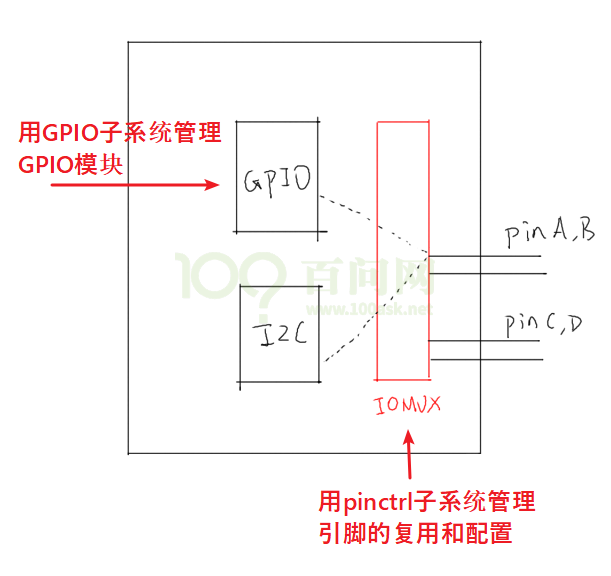 用GPIO子系统管理
GPIO模块
GPIO
pinA,B
100?
百问网
www.100ask.net
I2C
pinC,D
IOMUX
用pinctrl子系统管理
引脚的复用和配置